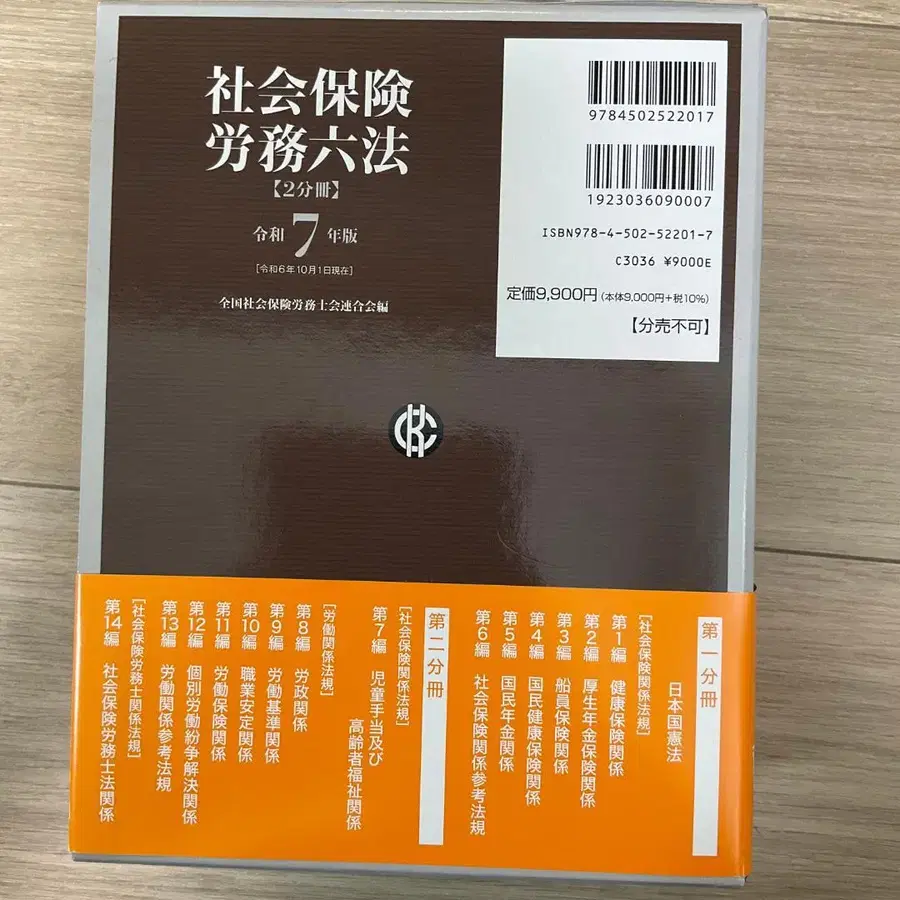 社会保険
労務六法
【2分冊】
令和7年版
[令和6年10月1日現在]
全国社会保険労務士会連合会編
9784502522017
1923036090007
ISBN978-4-502-52201-7
C3036 ¥9000E
定価9,900円(本体9,000円+税10%)
【分売不可】
第一分冊
日本国憲法
[社会保険関係法規]
第1編 健康保険関係
第2編 厚生年金保険関係
第3編 船員保険関係
第4編 国民健康保険関係
第5編 国民年金関係
第6編 社会保険関係参考法規
第二分冊
[社会保険関係法規]
第7編 児童手当及び
高齢者福祉関係
[労働関係法規]
第8編 労政関係
第9編 労働基準関係
第10編 職業安定関係
第11編 労働保険関係
第12編 個別労働紛争解決関係
第13編 労働関係参考法規
[社会保険労務士関係法規]
第14編 社会保険労務士法関係